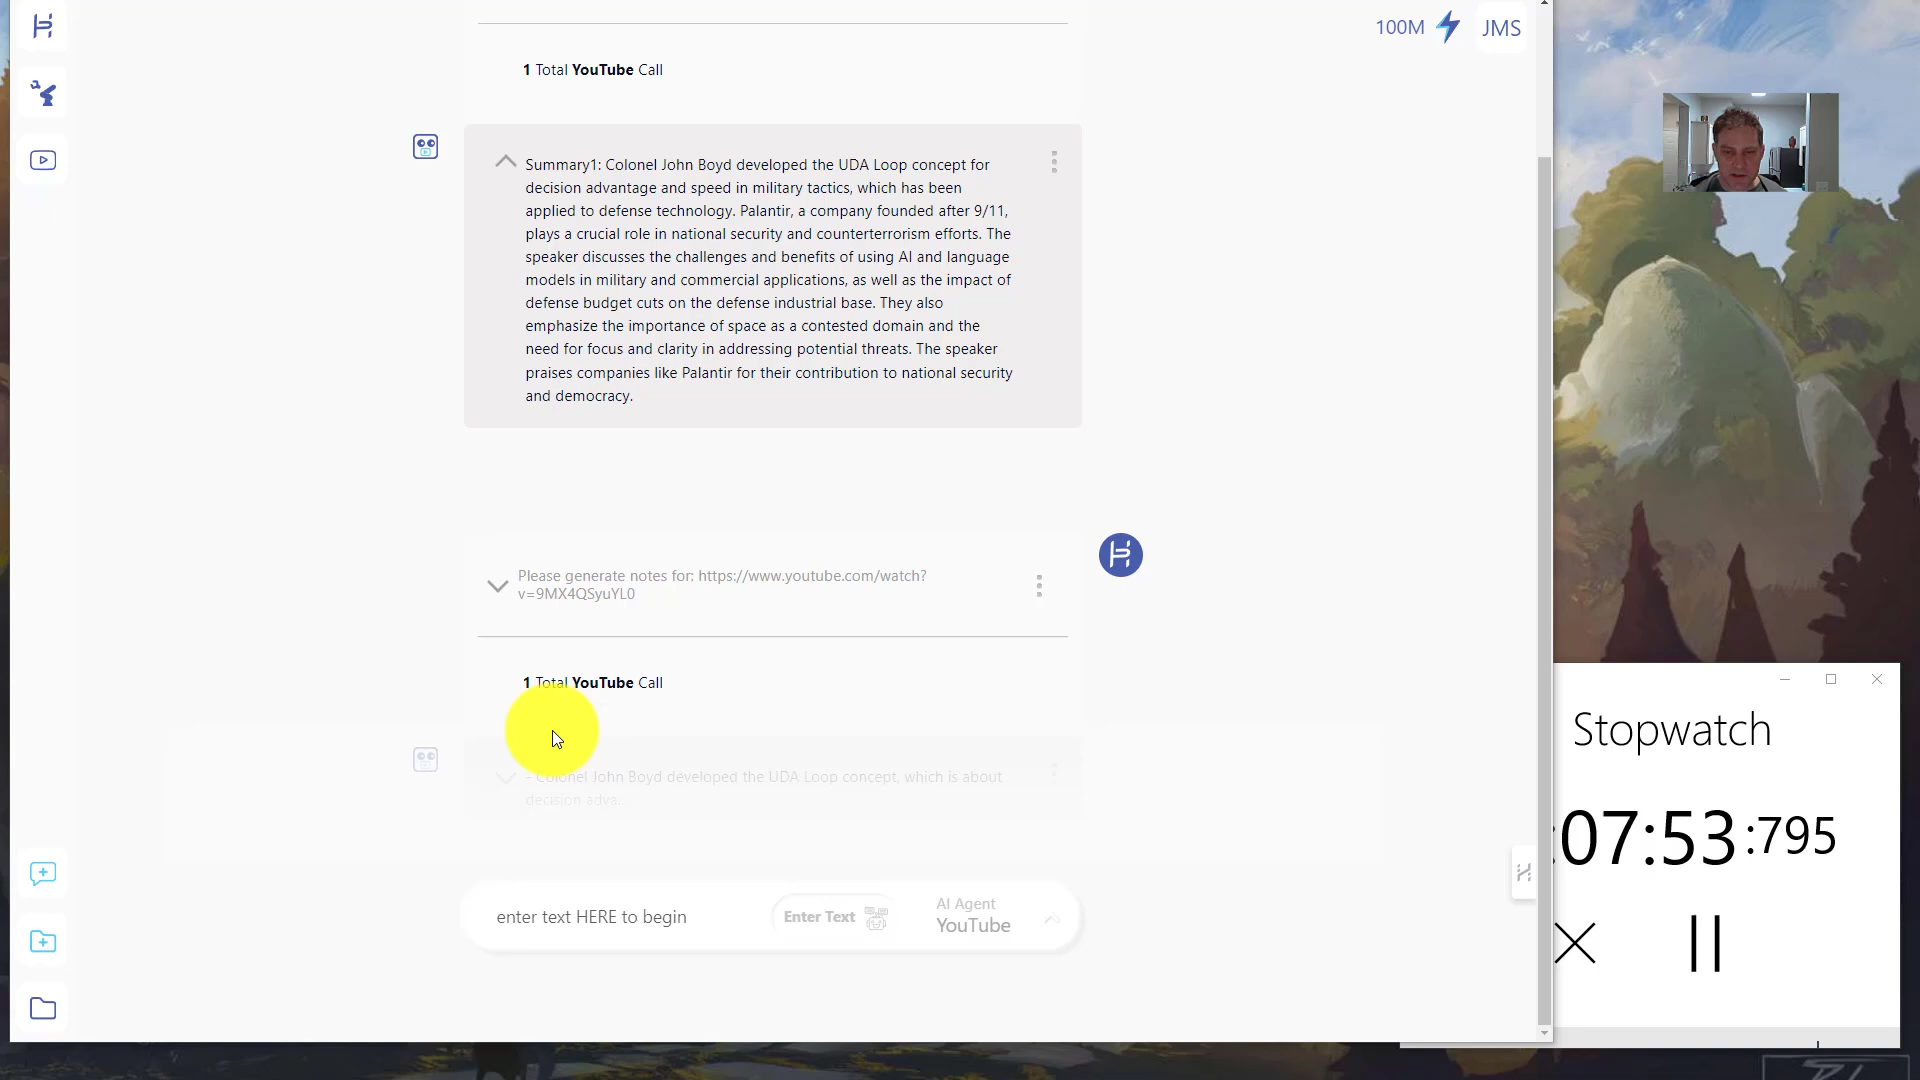 100M
JMS
1 Total YouTube Call
Summary1: Colonel John Boyd developed the UDA Loop concept for
decision advantage and speed in military tactics, which has been
applied to defense technology. Palantir, a company founded after 9/11,
plays a crucial role in national security and counterterrorism efforts. The
speaker discusses the challenges and benefits of using AI and language
models in military and commercial applications, as well as the impact of
defense budget cuts on the defense industrial base. They also
emphasize the importance of space as a contested domain and the
need for focus and clarity in addressing potential threats. The speaker
praises companies like Palantir for their contribution to national security
and democracy.
Please generate notes for: https://www.youtube.com/watch?
v=9MX4QSyuYL0
1 Total YouTube Call
- Colonel John Boyd developed the UDA Loop concept, which is about
decision adva...
enter text HERE to begin
Enter Text
AI Agent
YouTube
Stopwatch
:07:53:795